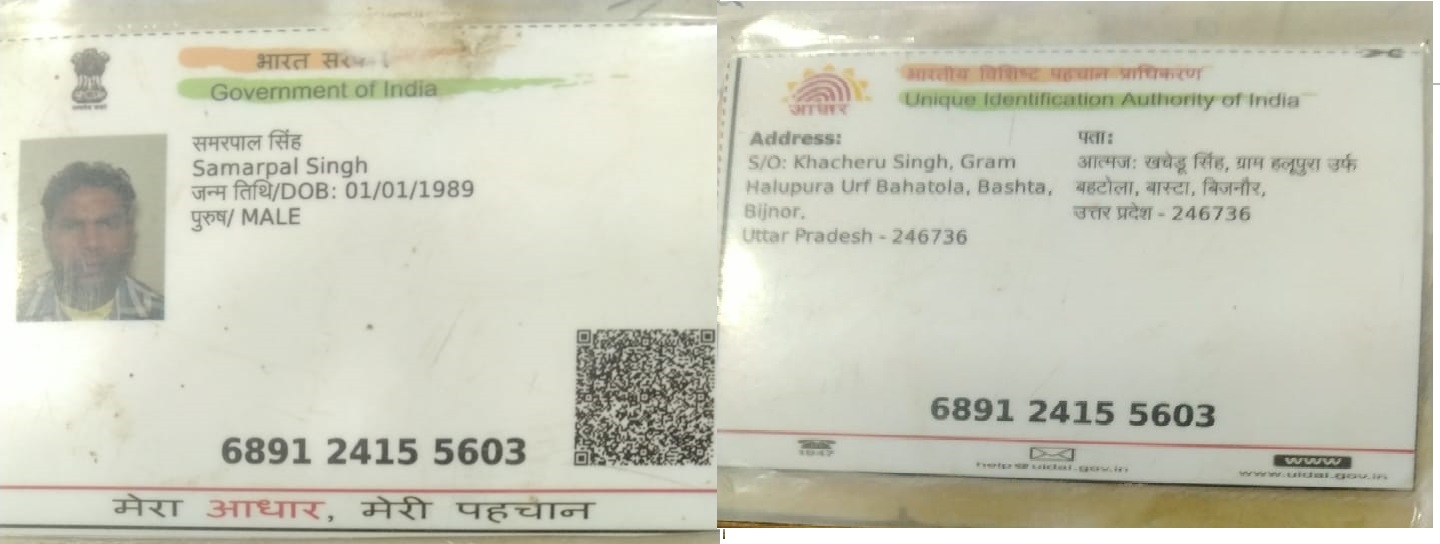 भारत सरकार
Government of India
समरपाल सिंह
Samarpal Singh
जन्म तिथि/DOB: 01/01/1989
पुरुष/ MALE
6891 2415 5603
मेरा आधार, मेरी पहचान
भारतीय विशिष्ट पहचान प्राधिकरण
Unique Identification Authority of India
आधार
Address:
S/O: Khacheru Singh, Gram
Halupura Urf Bahatola, Bashta,
Bijnor,
Uttar Pradesh - 246736
पता:
आत्मज: खचेडू सिंह, ग्राम हलूपुरा उर्फ
बहटोला, बास्टा, बिजनौर,
उत्तर प्रदेश - 246736
6891 2415 5603
1947
help@uidai.gov.in
www
www.uidai.gov.in